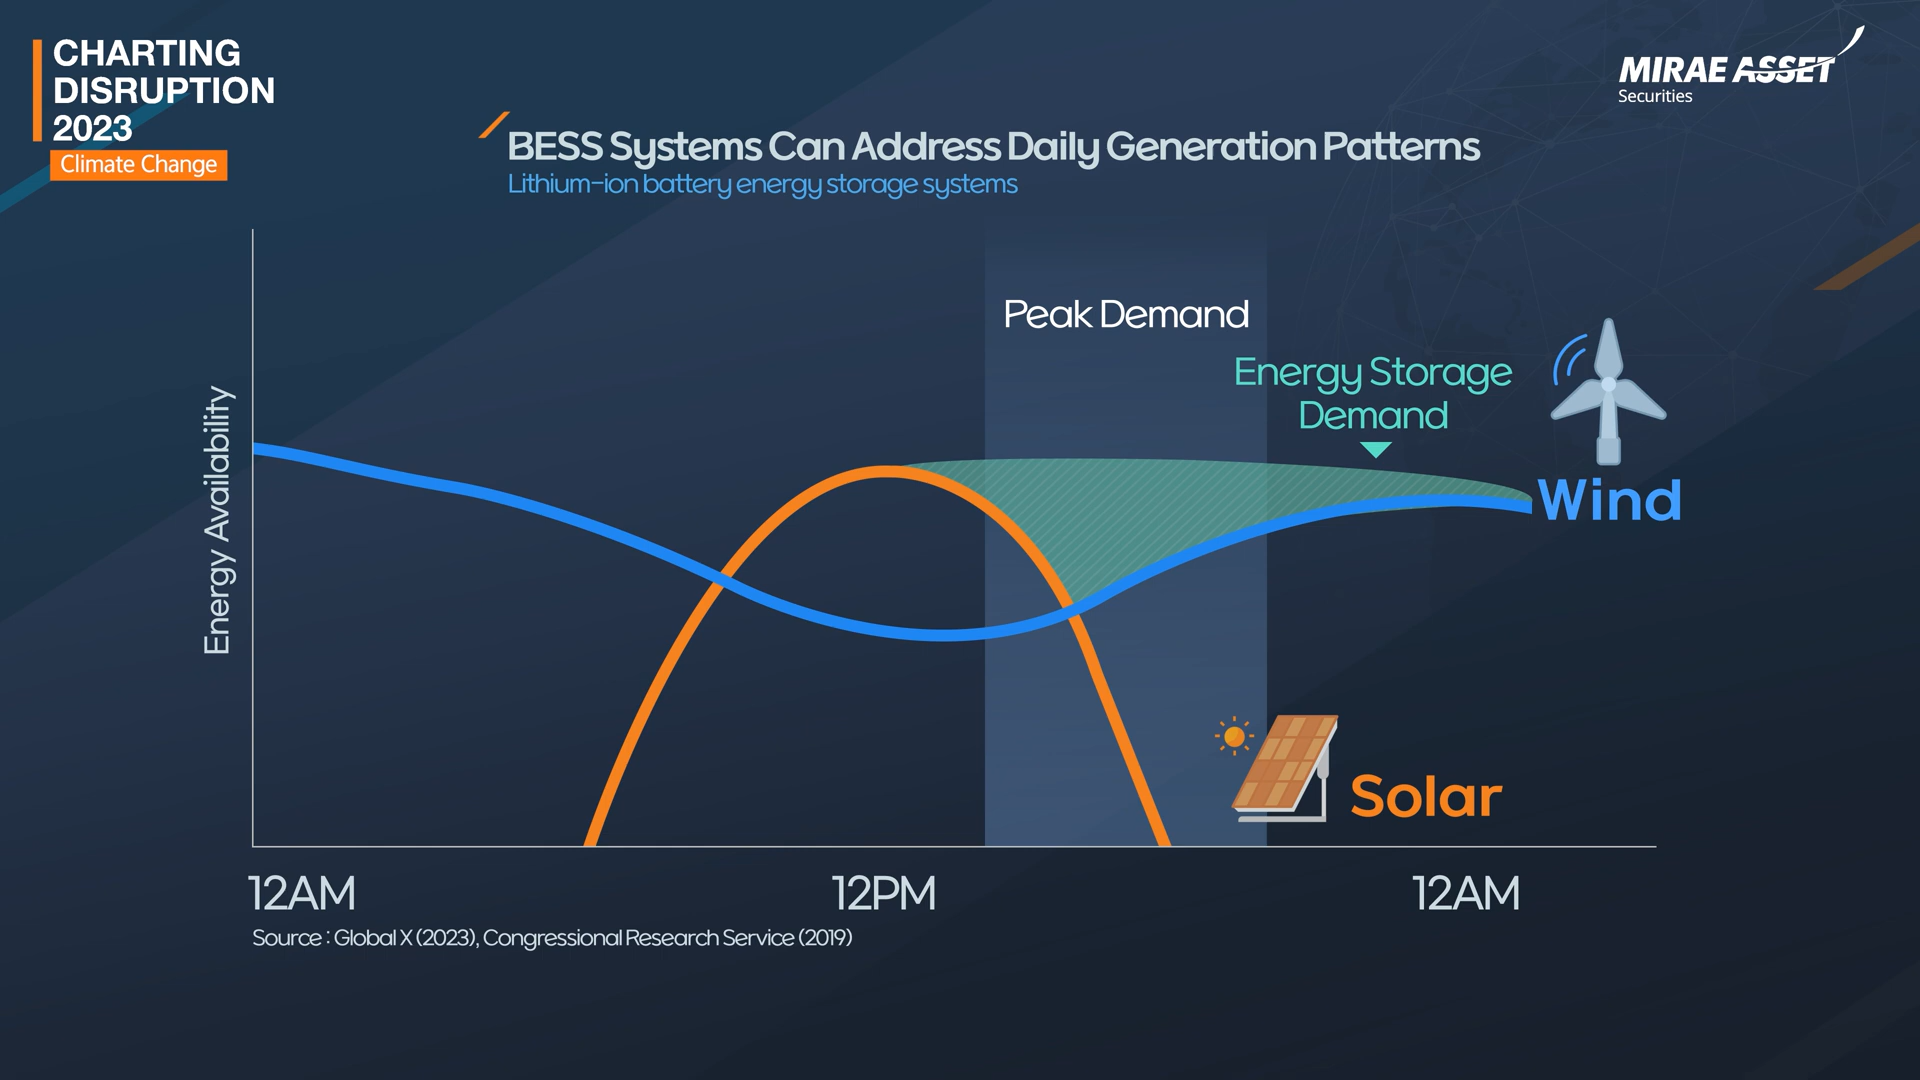 CHARTING
DISRUPTION
2023
Climate Change
MIRAE ASSET
Securities
BESS Systems Can Address Daily Generation Patterns
Lithium-ion battery energy storage systems
Peak Demand
Energy Storage
Demand
Wind
Energy Availability
Solar
12AM
12PM
12AM
Source : Global X (2023), Congressional Research Service (2019)